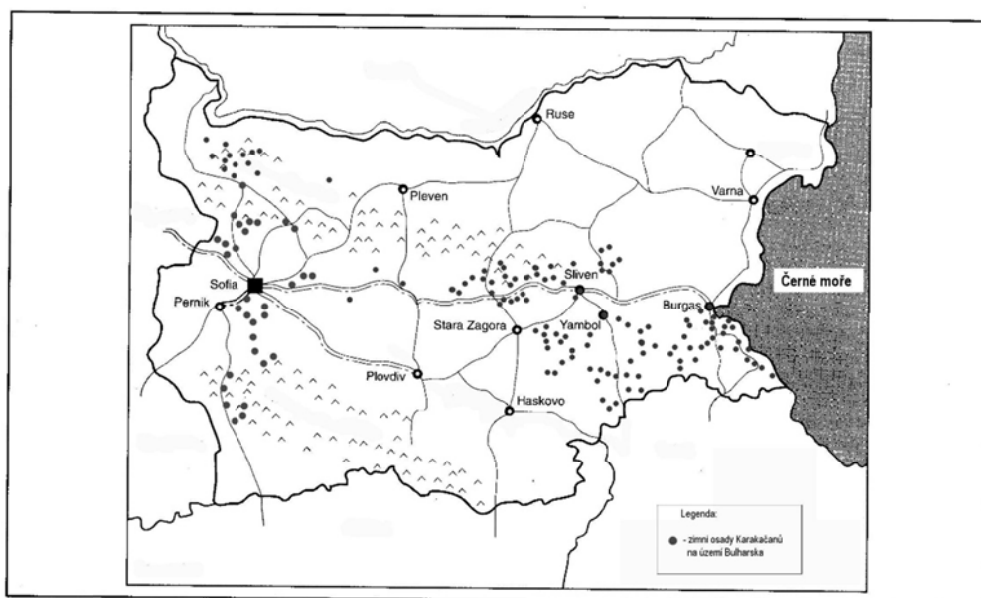 Ruse
Pleven
Varna
Sofia
Sliven
Černé moře
Pernik
Burgas
Stara Zagora
Yambol
Plovdiv
Haskovo
Legenda:
- zimní osady Karakačanů
na území Bulharska